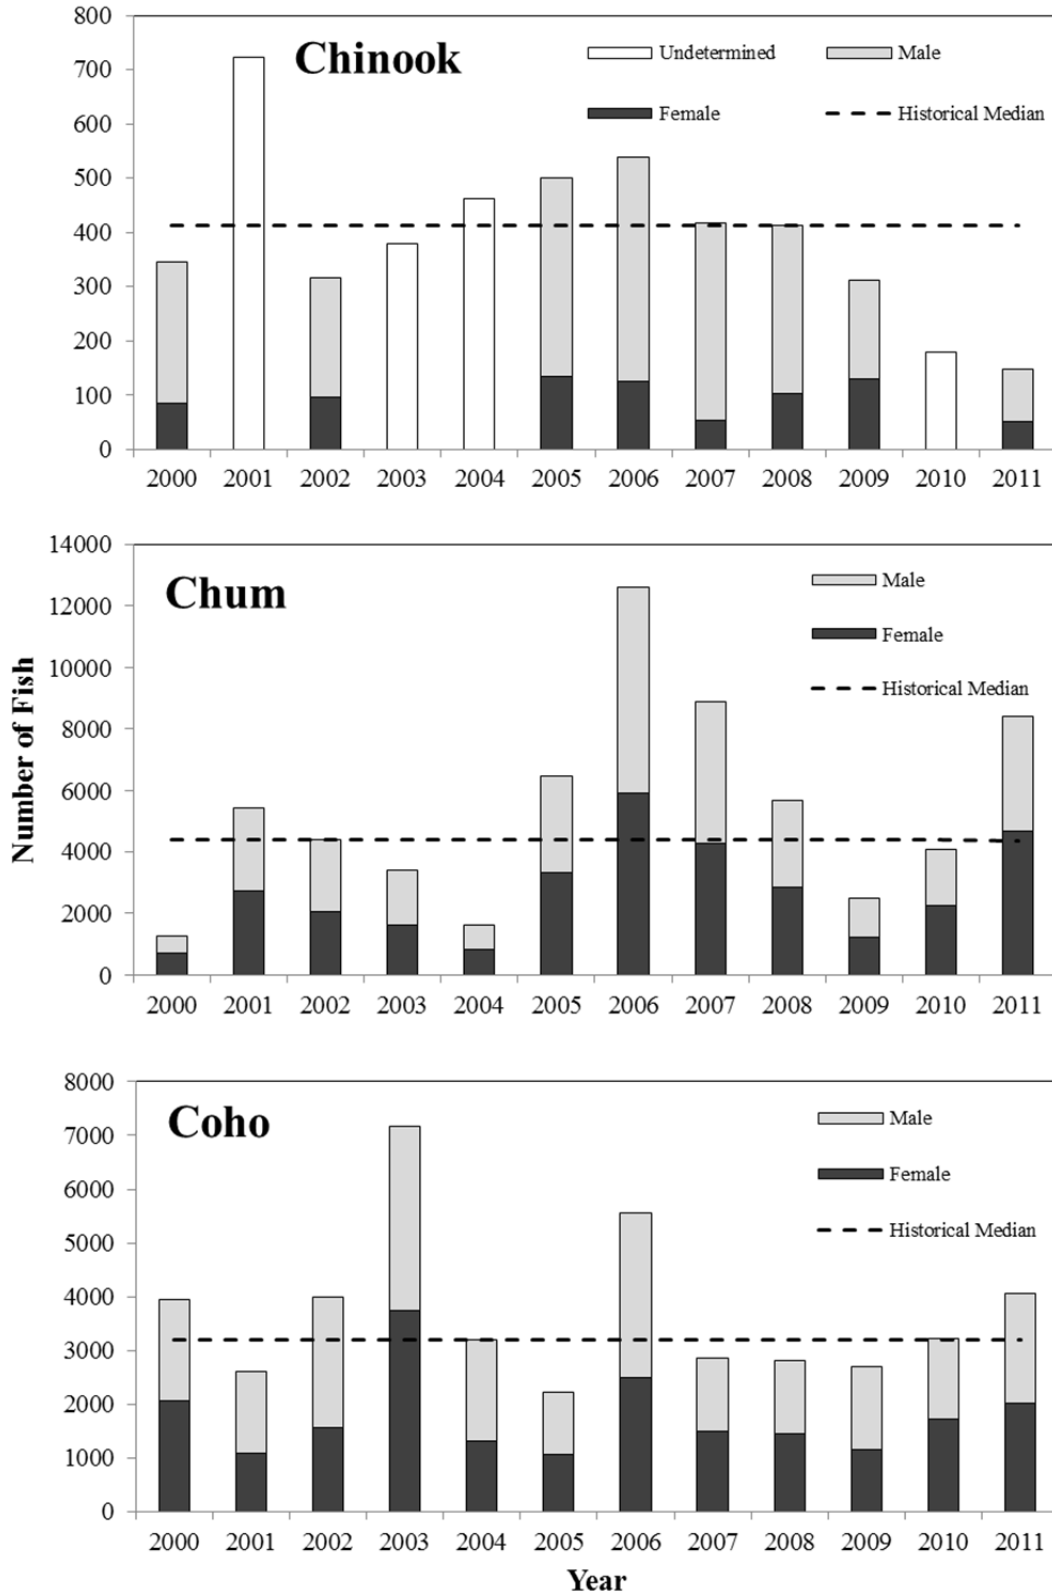 800
Chinook
Undetermined
Male
700
600
Female
Historical Median
500
400
300
200
100
0
2000 2001 2002 2003 2004 2005 2006 2007 2008 2009 2010 2011
14000
Chum
Male
12000
Female
10000
Historical Median
8000
6000
4000
2000
0
2000 2001 2002 2003 2004 2005 2006 2007 2008 2009 2010 2011
Number of Fish
8000
Coho
Male
7000
Female
6000
Historical Median
5000
4000
3000
2000
1000
0
2000 2001 2002 2003 2004 2005 2006 2007 2008 2009 2010 2011
Year